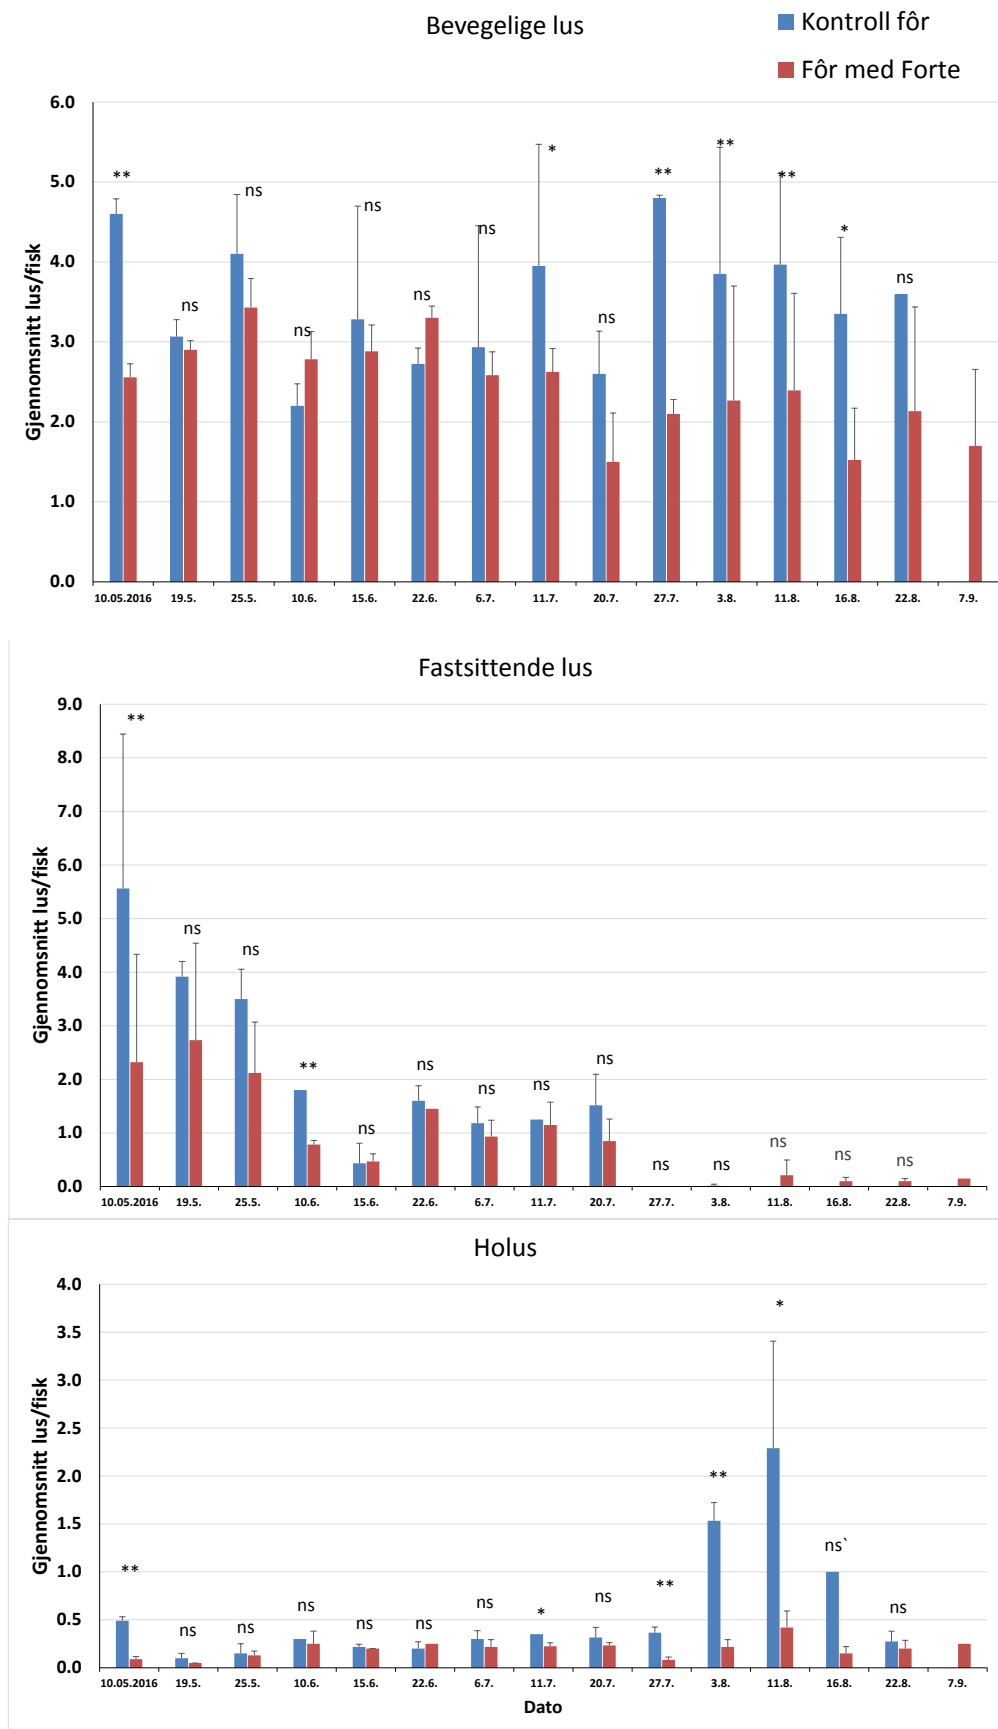 Bevegelige lus
Kontroll fôr
Fôr med Forte
Gjennomsnitt lus/fisk
6.0
5.0
4.0
3.0
2.0
1.0
0.0
** ns ns ns ns ns ns * ** ** ** * ns
10.05.2016 19.5. 25.5. 10.6. 15.6. 22.6. 6.7. 11.7. 20.7. 27.7. 3.8. 11.8. 16.8. 22.8. 7.9.
Fastsittende lus
Gjennomsnitt lus/fisk
9.0
8.0
7.0
6.0
5.0
4.0
3.0
2.0
1.0
0.0
** ns ns ** ns ns ns ns ns ns ns ns ns ns
10.05.2016 19.5. 25.5. 10.6. 15.6. 22.6. 6.7. 11.7. 20.7. 27.7. 3.8. 11.8. 16.8. 22.8. 7.9.
Holus
Gjennomsnitt lus/fisk
4.0
3.5
3.0
2.5
2.0
1.5
1.0
0.5
0.0
** ns ns ns ns ns ns * ns ** ** * ns` ns
10.05.2016 19.5. 25.5. 10.6. 15.6. 22.6. 6.7. 11.7. 20.7. 27.7. 3.8. 11.8. 16.8. 22.8. 7.9.
Dato